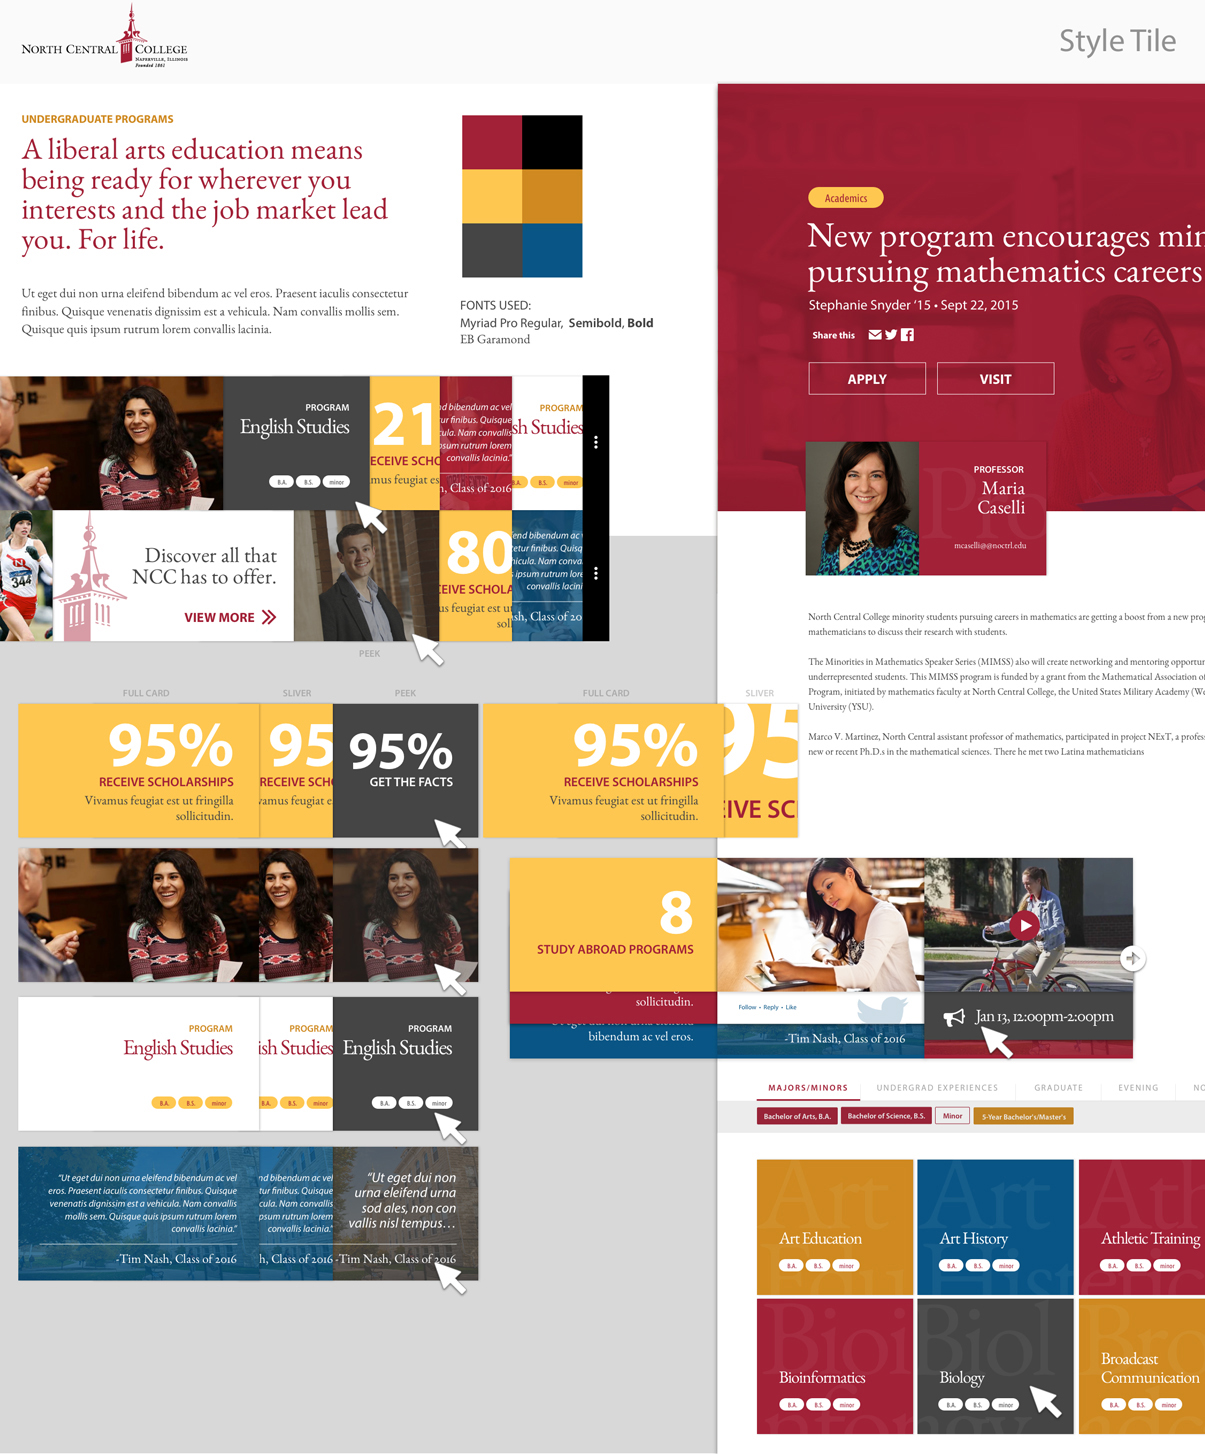 NORTH CENTRAL COLLEGE
NAPERVILLE, ILLINOIS
Founded 1861
Style Tile
UNDERGRADUATE PROGRAMS
A liberal arts education means
being ready for wherever you
interests and the job market lead
you. For life.
Ut eget dui non urna eleifend bibendum ac vel eros. Praesent iaculis consectetur
finibus. Quisque venenatis dignissim est a vehicula. Nam convallis mollis sem.
Quisque quis ipsum rutrum lorem convallis lacinia.
FONTS USED:
Myriad Pro Regular, Semibold, Bold
EB Garamond
Academics
New program encourages min
pursuing mathematics careers
Stephanie Snyder '15 • Sept 22, 2015
Share this
APPLY
VISIT
PROFESSOR
Maria
Caselli
mcaselli@@noctrl.edu
PROGRAM
English Studies
B.A. B.S. minor
21
ECEIVE SCHO
mus feugiat es
nd bibendum ac vel
tur finibus. Quisque
cula. Nam convallis
psum rutrum lorem
convallis lacinia."
h, Class of 2016
PROGRAM
sh Studies
B.A. B.S. minor
344
Discover all that
NCC has to offer.
VIEW MORE
80
CEIVE SCHOLA
us feugiat est u
sol
fend bibendum ac
tetur finibus. Quisq
hicula. Nam conva
s ipsum rutrum lore
convallis lacini
sh, Class of 20
PEEK
North Central College minority students pursuing careers in mathematics are getting a boost from a new prog
mathematicians to discuss their research with students.
The Minorities in Mathematics Speaker Series (MIMSS) also will create networking and mentoring opportun
underrepresented students. This MIMSS program is funded by a grant from the Mathematical Association of
Program, initiated by mathematics faculty at North Central College, the United States Military Academy (We
University (YSU).
Marco V. Martinez, North Central assistant professor of mathematics, participated in project NExT, a profess
new or recent Ph.D.s in the mathematical sciences. There he met two Latina mathematicians
FULL CARD
SLIVER
PEEK
FULL CARD
SLIVER
95%
RECEIVE SCHOLARSHIPS
Vivamus feugiat est ut fringilla
sollicitudin.
95
RECEIVE SCH
vamus feugiat e
95%
GET THE FACTS
95%
RECEIVE SCHOLARSHIPS
Vivamus feugiat est ut fringilla
sollicitudin.
95
EIVE SC
8
STUDY ABROAD PROGRAMS
sollicitudin.
bibendum ac vel eros.
Follow • Reply • Like
-Tim Nash, Class of 2016
Jan 13, 12:00pm-2:00pm
PROGRAM
English Studies
B.A. B.S. minor
PROGRAM
ish Studies
B.A. B.S. minor
PROGRAM
English Studies
B.A. B.S. minor
"Ut eget dui non urna eleifend bibendum ac vel
eros. Praesent iaculis consectetur finibus. Quisque
venenatis dignissim est a vehicula. Nam convallis
mollis sem. Quisque quis ipsum rutrum lorem
convallis lacinia."
-Tim Nash, Class of 2016
nd bibendum ac vel
tur finibus. Quisque
cula. Nam convallis
psum rutrum lorem
convallis lacinia."
h, Class of 2016
"Ut eget dui non
urna eleifend urna
sod ales, non con
vallis nisl tempus...
-Tim Nash, Class of 2016
MAJORS/MINORS
UNDERGRAD EXPERIENCES
GRADUATE
EVENING
NO
Bachelor of Arts, B.A.
Bachelor of Science, B.S.
Minor
5-Year Bachelor's/Master's
Art Education
B.A. B.S. minor
Art History
B.A. B.S. minor
Athletic Training
B.A. B.S. minor
Bioinformatics
B.A. B.S. minor
Biology
B.A. B.S. minor
Broadcast
Communication
B.A. B.S. minor